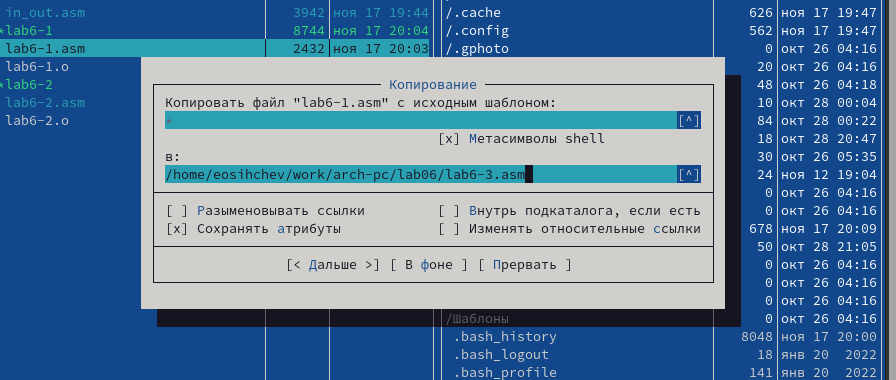 in_out.asm 3942 ноя 17 19:44
*lab6-1 8744 ноя 17 20:04
lab6-1.asm 2432 ноя 17 20:03
lab6-1.o
*lab6-2
lab6-2.asm
lab6-2.o
Копирование
Копировать файл "lab6-1.asm" с исходным шаблоном:
* [^]
[x] Метасимволы shell
в:
/home/eosihchev/work/arch-pc/lab06/lab6-3.asm [^]
[ ] Разыменовывать ссылки [ ] Внутрь подкаталога, если есть
[x] Сохранять атрибуты [ ] Изменять относительные ссылки
[< Дальше >] [ В фоне ] [ Прервать ]
/.cache 626 ноя 17 19:47
/.config 562 ноя 17 19:47
/.gphoto 0 окт 26 04:16
20 окт 26 04:16
48 окт 26 04:18
10 окт 28 00:04
84 окт 28 00:22
18 окт 28 20:47
30 окт 26 05:35
24 ноя 12 19:04
0 окт 26 04:16
0 окт 26 04:16
678 ноя 17 20:09
50 окт 28 21:05
0 окт 26 04:16
0 окт 26 04:16
0 окт 26 04:16
/Шаблоны 0 окт 26 04:16
.bash_history 8048 ноя 17 20:00
.bash_logout 18 янв 20 2022
.bash_profile 141 янв 20 2022